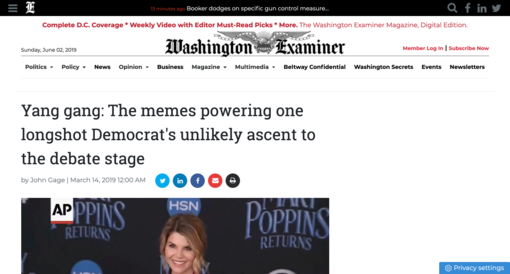 13 minutes ago Booker dodges on specific gun control measure...
Complete D.C. Coverage * Weekly Video with Editor Must-Read Picks * More. The Washington Examiner Magazine, Digital Edition.
Sunday, June 02, 2019
Washington Examiner
Member Log In | Subscribe Now
Politics Policy News Opinion Business Magazine Multimedia Beltway Confidential Washington Secrets Events Newsletters
Yang gang: The memes powering one
longshot Democrat's unlikely ascent to
the debate stage
by John Gage | March 14, 2019 12:00 AM
AP
HSN
MARY
POPPINS
RETURNS
POPPINS
RETURNS
Privacy settings